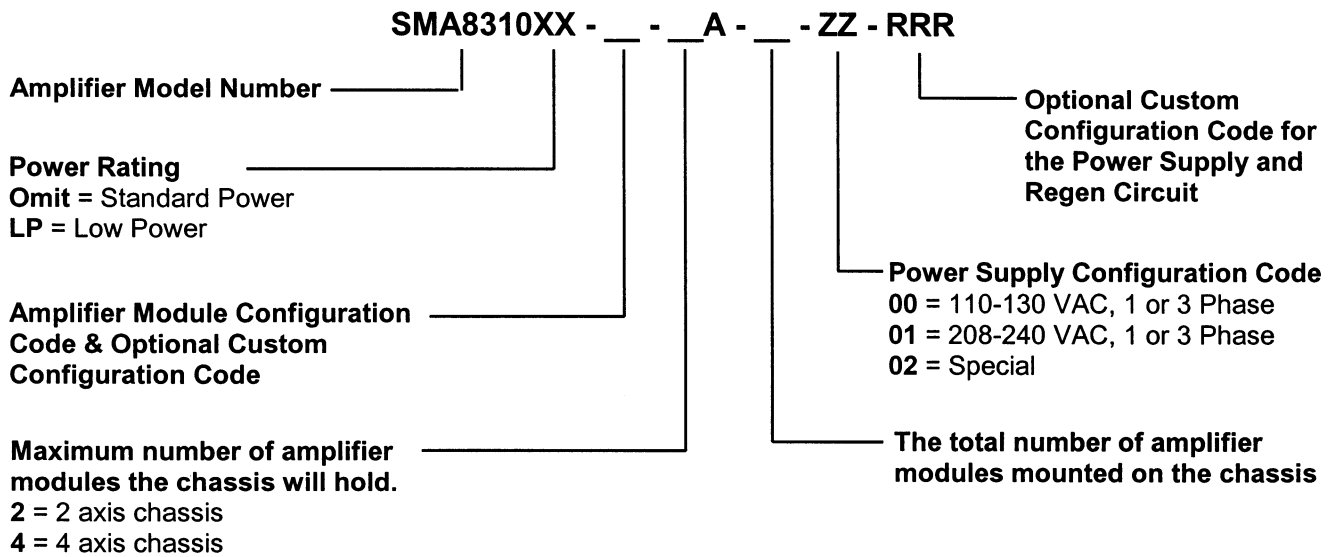 SMA8310XX - __ - __A - __ - ZZ - RRR
Amplifier Model Number
Power Rating
Omit = Standard Power
LP = Low Power
Amplifier Module Configuration
Code & Optional Custom
Configuration Code
Maximum number of amplifier
modules the chassis will hold.
2 = 2 axis chassis
4 = 4 axis chassis
Optional Custom
Configuration Code for
the Power Supply and
Regen Circuit
Power Supply Configuration Code
00 = 110-130 VAC, 1 or 3 Phase
01 = 208-240 VAC, 1 or 3 Phase
02 = Special
The total number of amplifier
modules mounted on the chassis